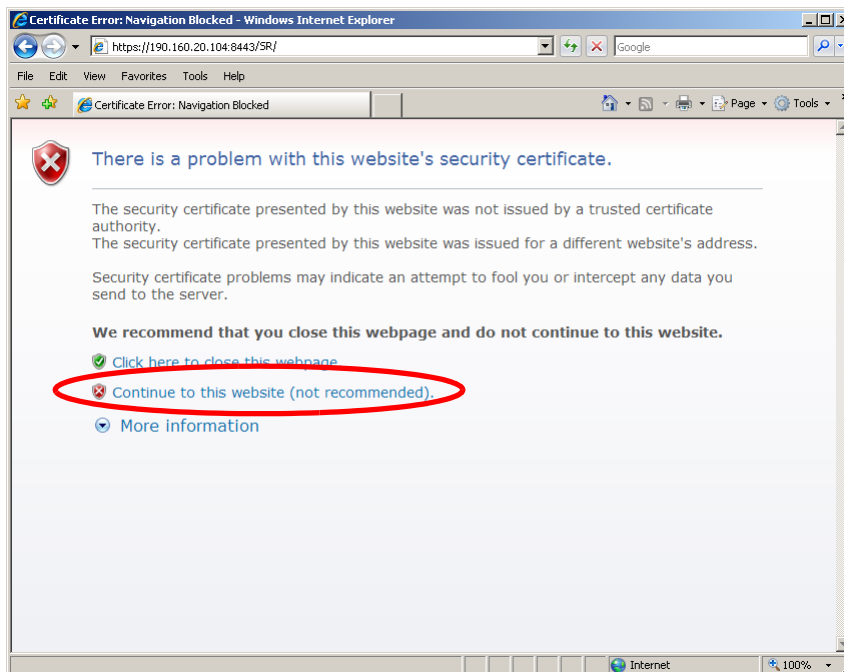 Certificate Error: Navigation Blocked - Windows Internet Explorer
https://190.160.20.104:8443/SR/
Google
File Edit View Favorites Tools Help
Certificate Error: Navigation Blocked
Page Tools
There is a problem with this website's security certificate.
The security certificate presented by this website was not issued by a trusted certificate
authority.
The security certificate presented by this website was issued for a different website's address.
Security certificate problems may indicate an attempt to fool you or intercept any data you
send to the server.
We recommend that you close this webpage and do not continue to this website.
Click here to close this webpage.
Continue to this website (not recommended).
More information
Internet
100%